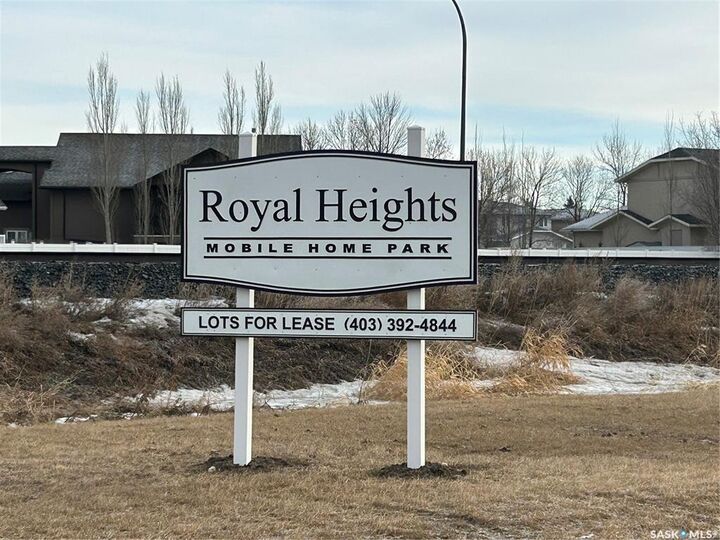 Royal Heights
MOBILE HOME PARK
LOTS FOR LEASE (403) 392-4844
SASK MLS®